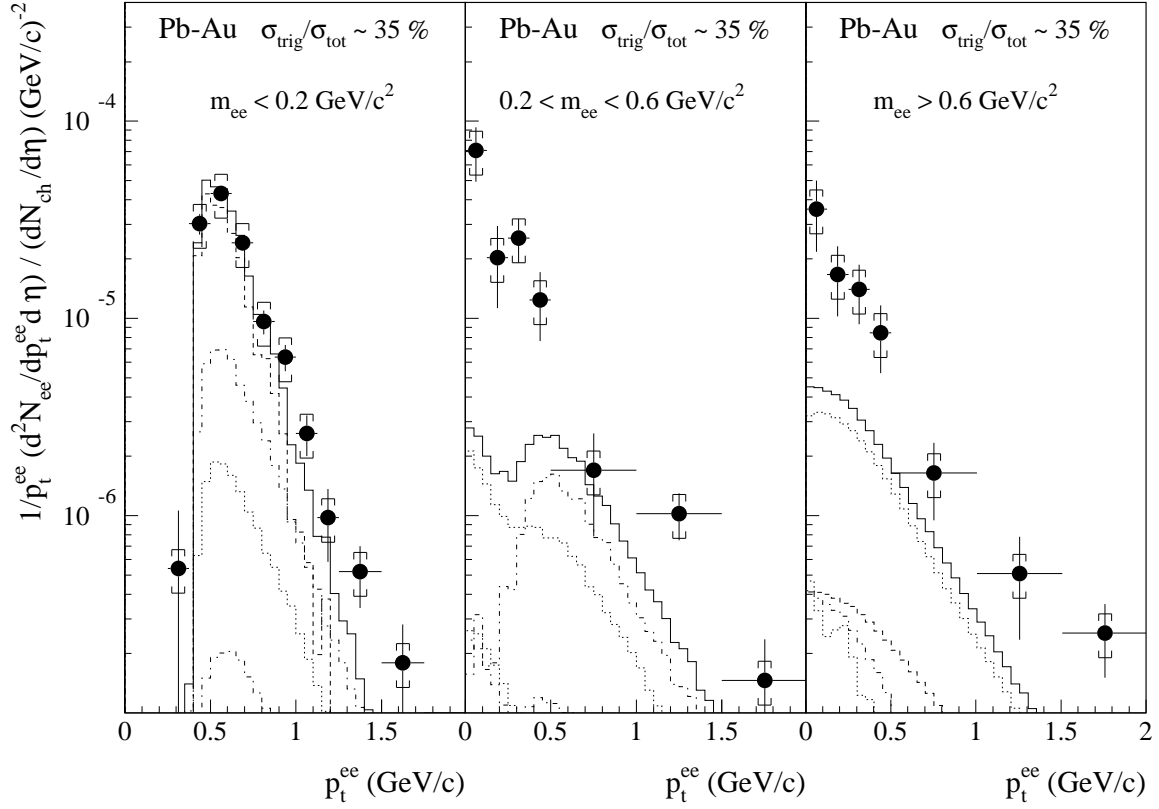 Pb-Au σ_trig/σ_tot ~ 35 %
m_ee < 0.2 GeV/c²
Pb-Au σ_trig/σ_tot ~ 35 %
0.2 < m_ee < 0.6 GeV/c²
Pb-Au σ_trig/σ_tot ~ 35 %
m_ee > 0.6 GeV/c²
1/p_t^ee (d²N_ee/dp_t^ee d η) / (dN_ch /dη) (GeV/c)⁻²
10⁻⁴
10⁻⁵
10⁻⁶
0 0.5 1 1.5 0 0.5 1 1.5 0 0.5 1 1.5 2
p_t^ee (GeV/c) p_t^ee (GeV/c) p_t^ee (GeV/c)